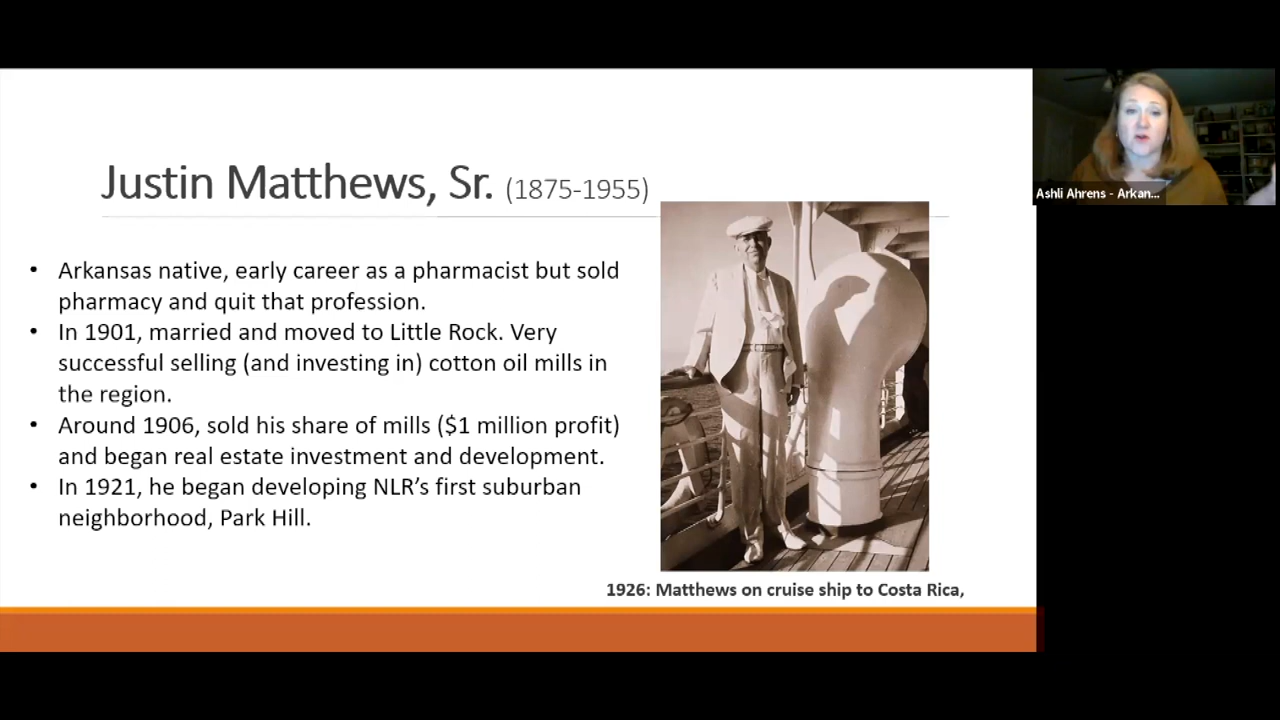 Justin Matthews, Sr. (1875-1955)
• Arkansas native, early career as a pharmacist but sold
pharmacy and quit that profession.
• In 1901, married and moved to Little Rock. Very
successful selling (and investing in) cotton oil mills in
the region.
• Around 1906, sold his share of mills ($1 million profit)
and began real estate investment and development.
• In 1921, he began developing NLR’s first suburban
neighborhood, Park Hill.
1926: Matthews on cruise ship to Costa Rica,
Ashli Ahrens - Arkan...